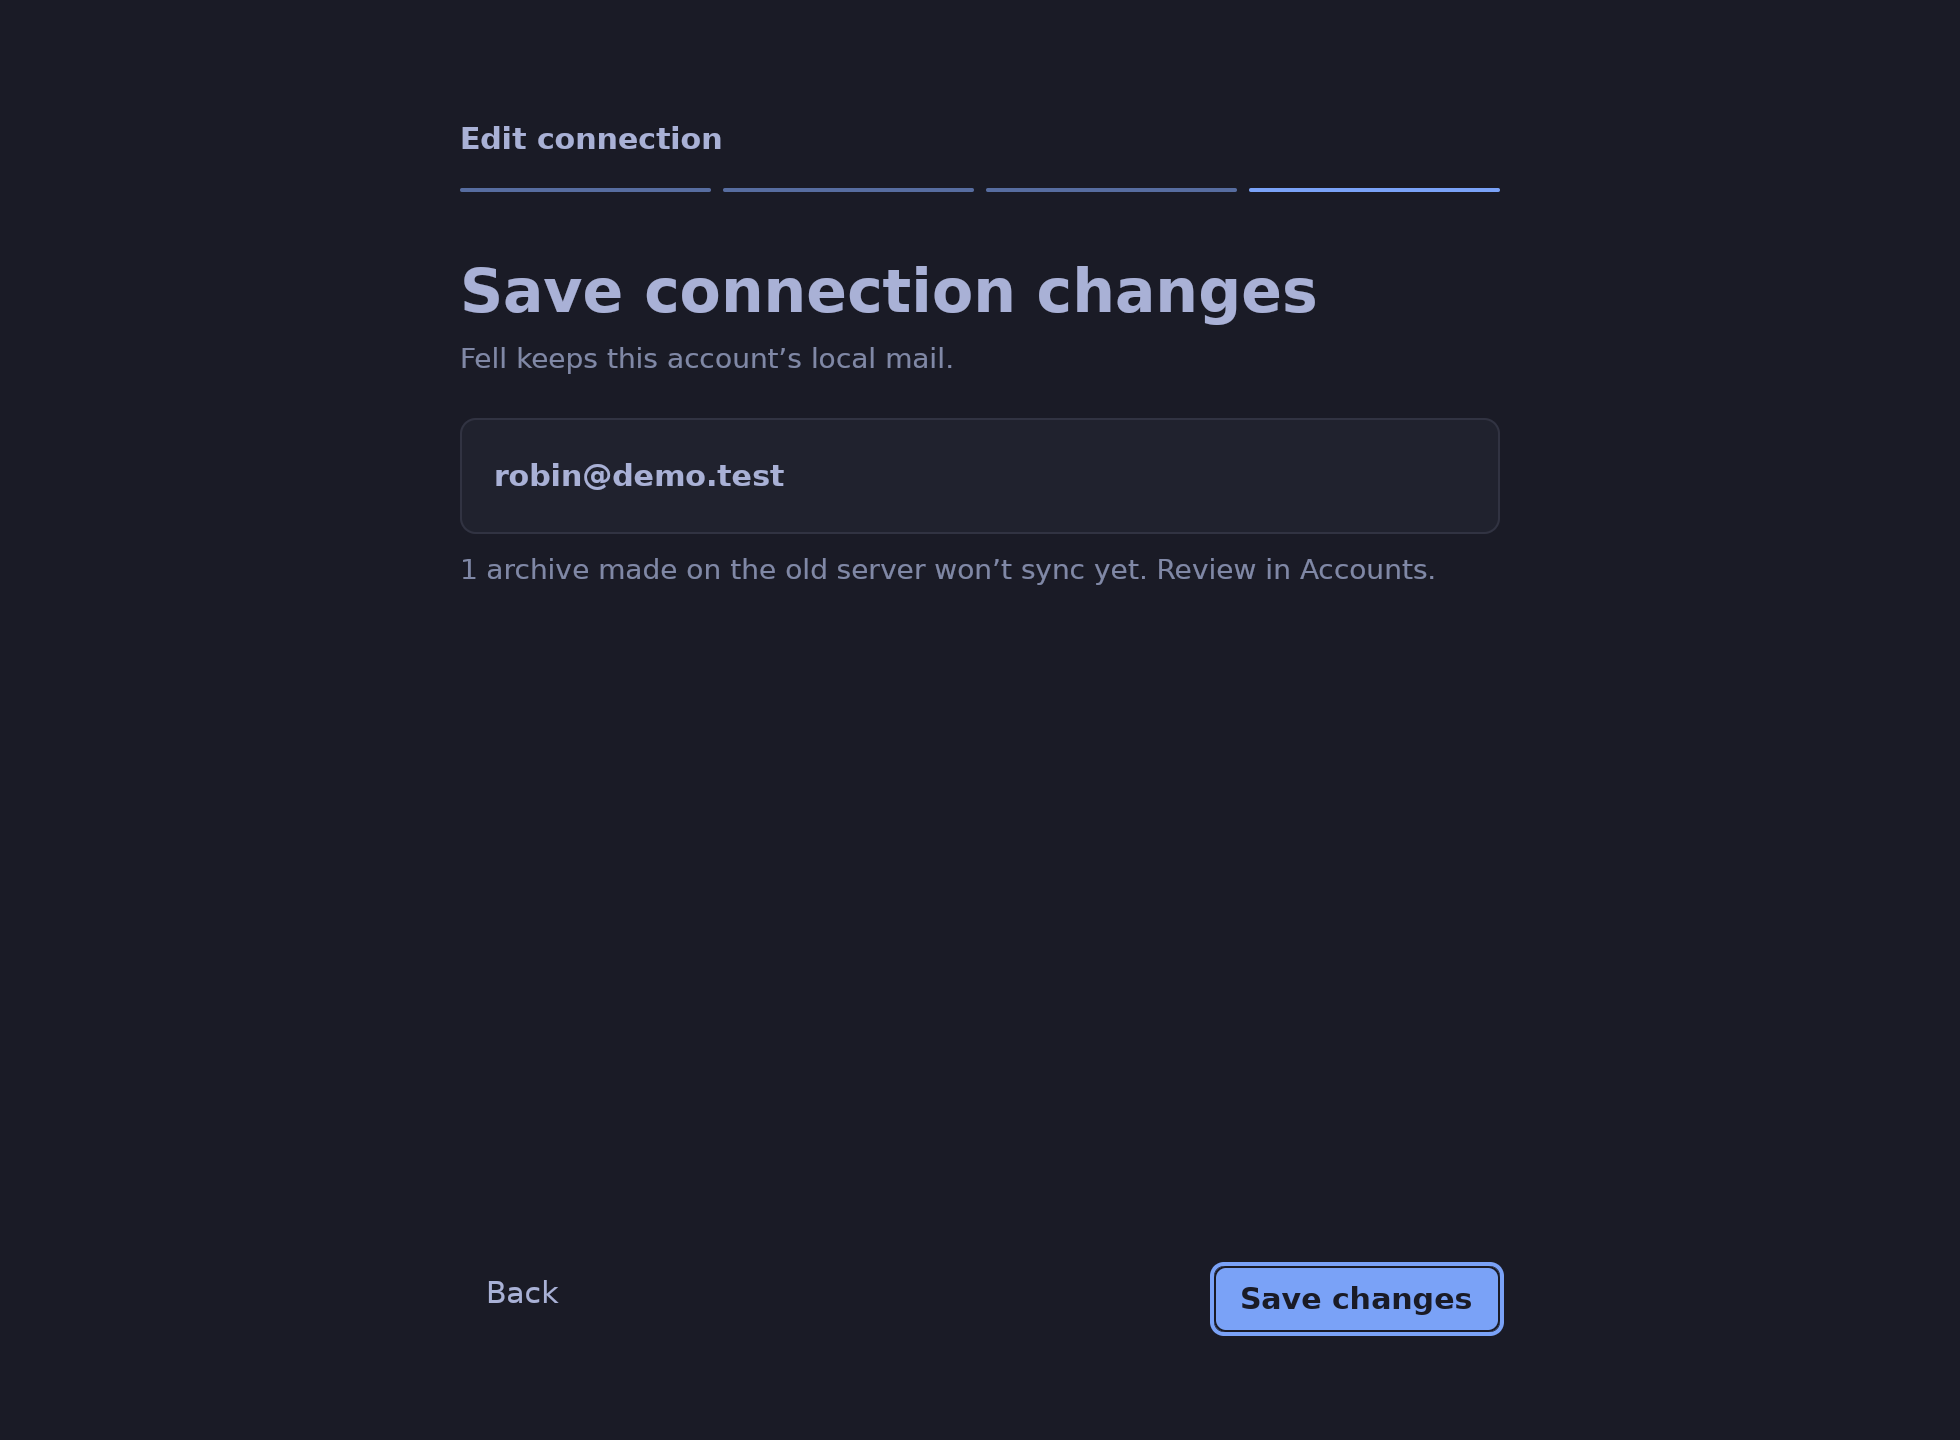 Edit connection
Save connection changes
Fell keeps this account’s local mail.
robin@demo.test
1 archive made on the old server won’t sync yet. Review in Accounts.
Back
Save changes